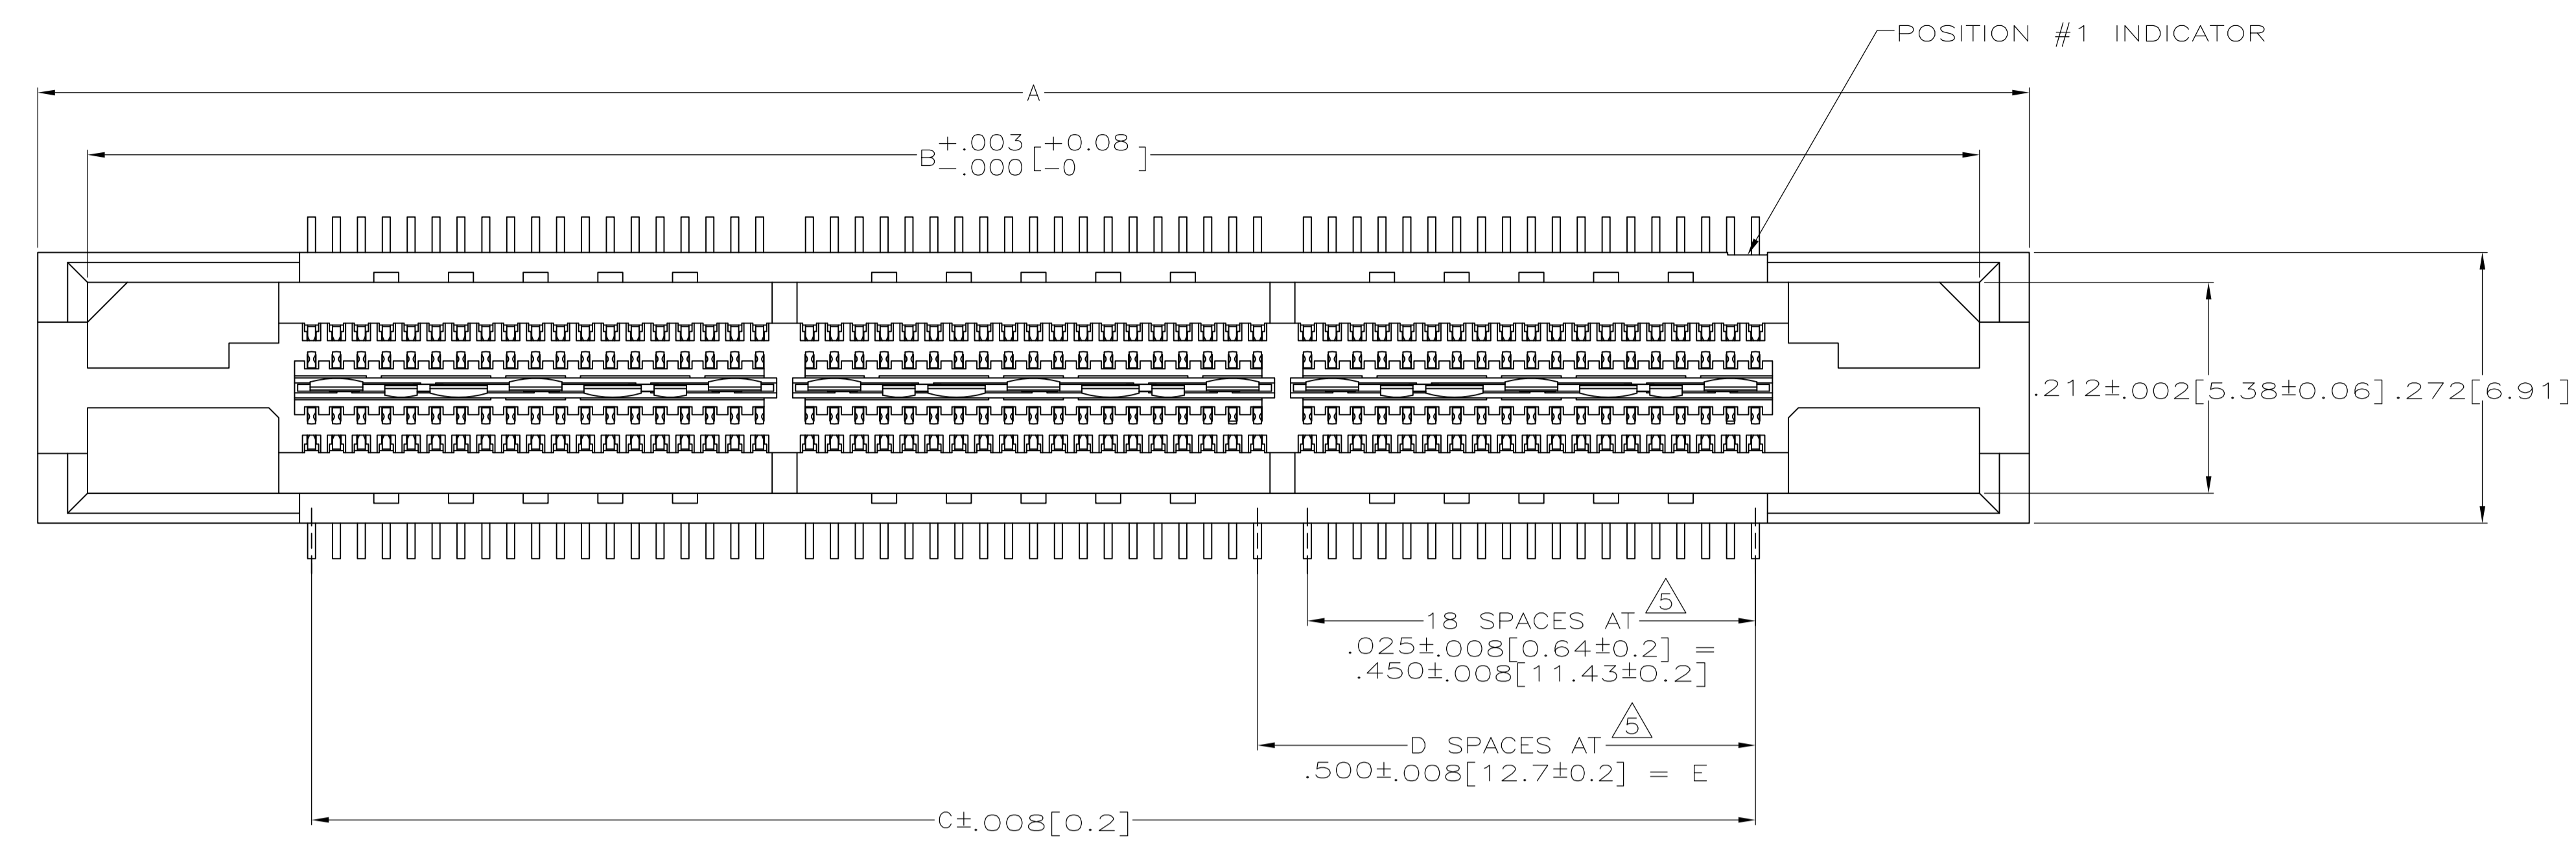 POSITION #1 INDICATOR
A
B +.003 -.000 [+0.08 -0]
.212±.002[5.38±0.06]
.272[6.91]
5
18 SPACES AT
.025±.008[0.64±0.2] =
.450±.008[11.43±0.2]
5
D SPACES AT
.500±.008[12.7±0.2] = E
C±.008[0.2]